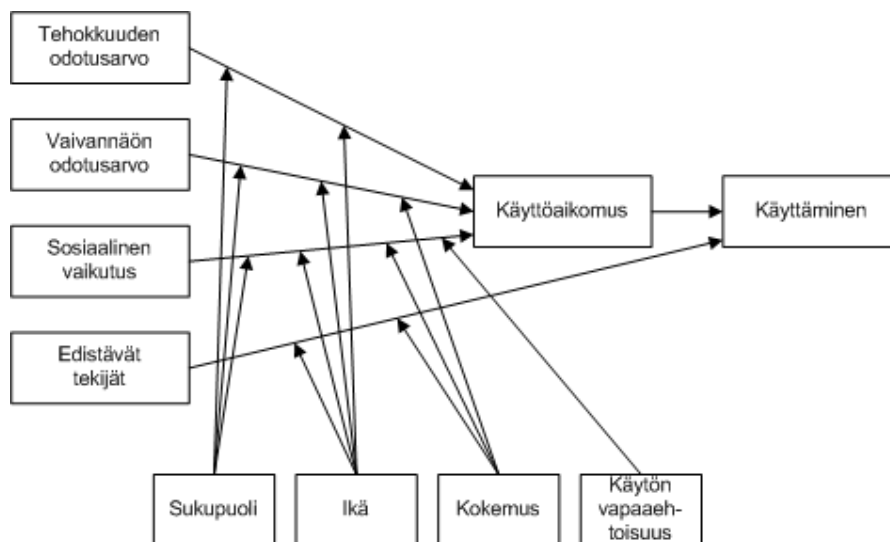 Tehokkuuden
odotusarvo
Vaivannäön
odotusarvo
Sosiaalinen
vaikutus
Edistävät
tekijät
Käyttöaikomus
Käyttäminen
Sukupuoli
Ikä
Kokemus
Käytön
vapaaeh-
toisuus